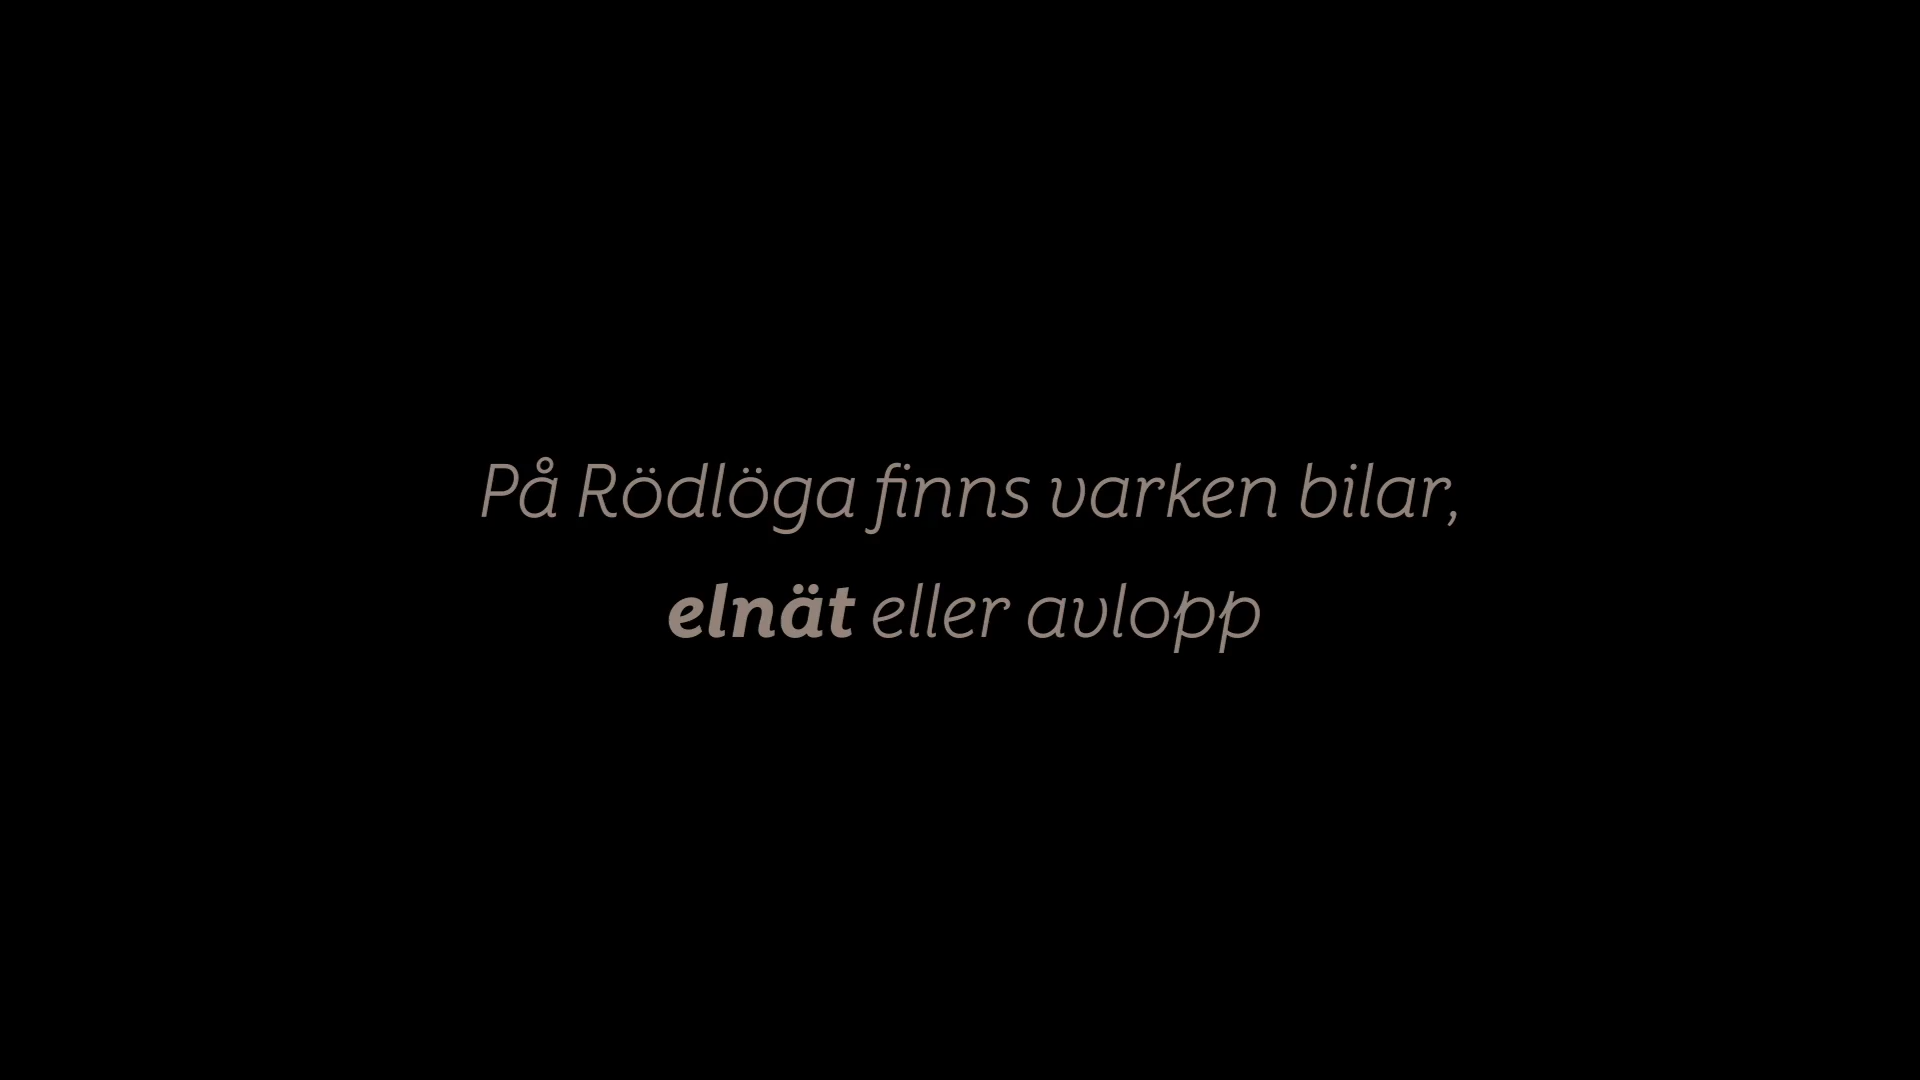 På Rödlöga finns varken bilar,
elnät eller avlopp